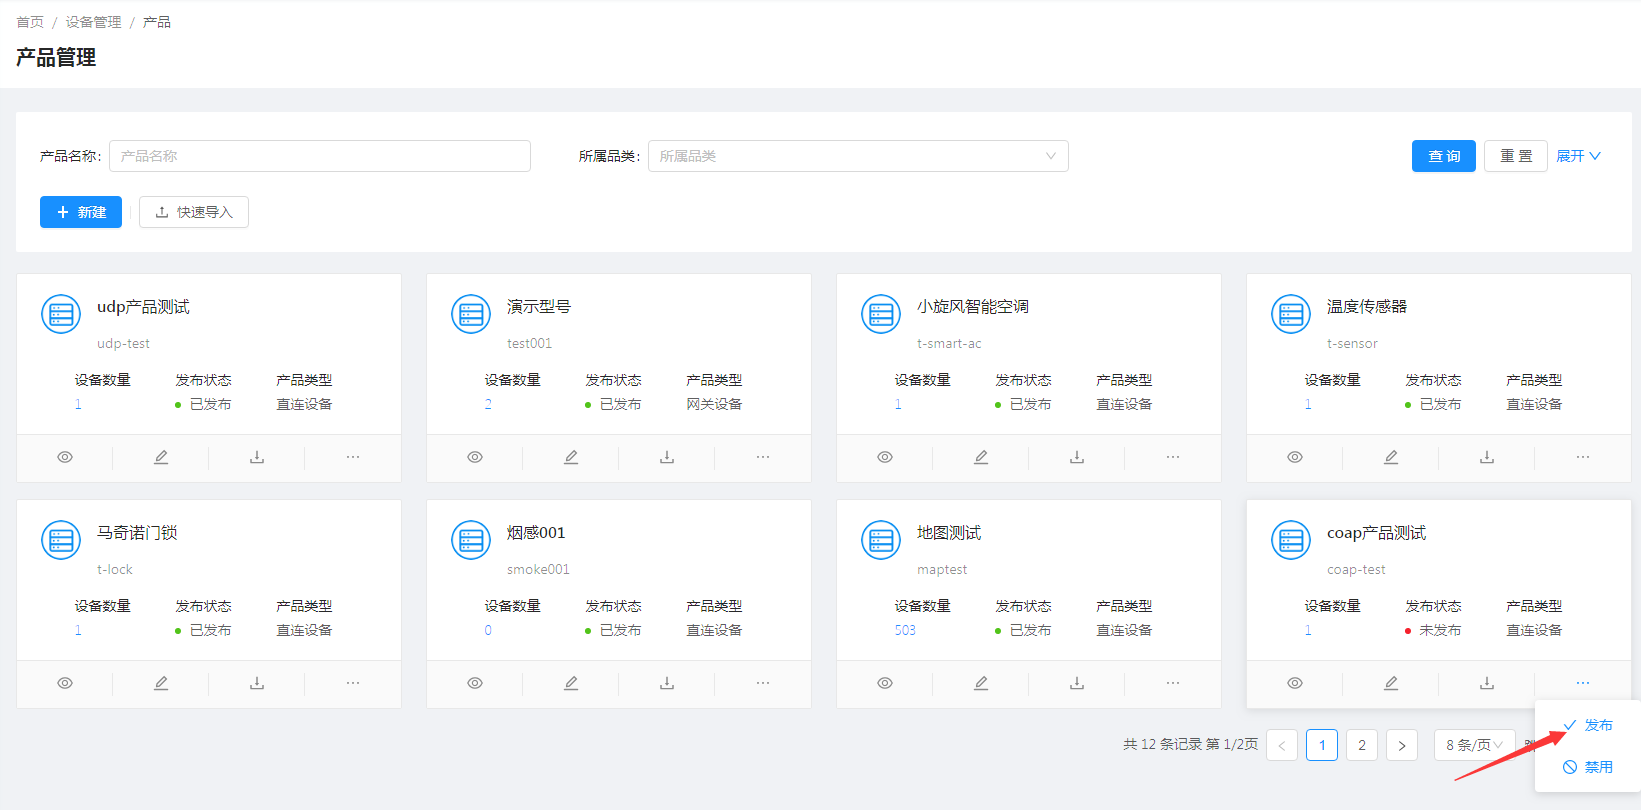 首页 / 设备管理 / 产品
产品管理
产品名称: 产品名称 所属品类: 所属品类 查 询 重 置 展开
新建 快速导入
udp产品测试
udp-test
设备数量 发布状态 产品类型
1 已发布 直连设备
演示型号
test001
设备数量 发布状态 产品类型
2 已发布 网关设备
小旋风智能空调
t-smart-ac
设备数量 发布状态 产品类型
1 已发布 直连设备
温度传感器
t-sensor
设备数量 发布状态 产品类型
1 已发布 直连设备
马奇诺门锁
t-lock
设备数量 发布状态 产品类型
1 已发布 直连设备
烟感001
smoke001
设备数量 发布状态 产品类型
0 已发布 直连设备
地图测试
maptest
设备数量 发布状态 产品类型
503 已发布 直连设备
coap产品测试
coap-test
设备数量 发布状态 产品类型
1 未发布 直连设备
发布
禁用
共 12 条记录 第 1/2页 < 1 2 > 8 条/页